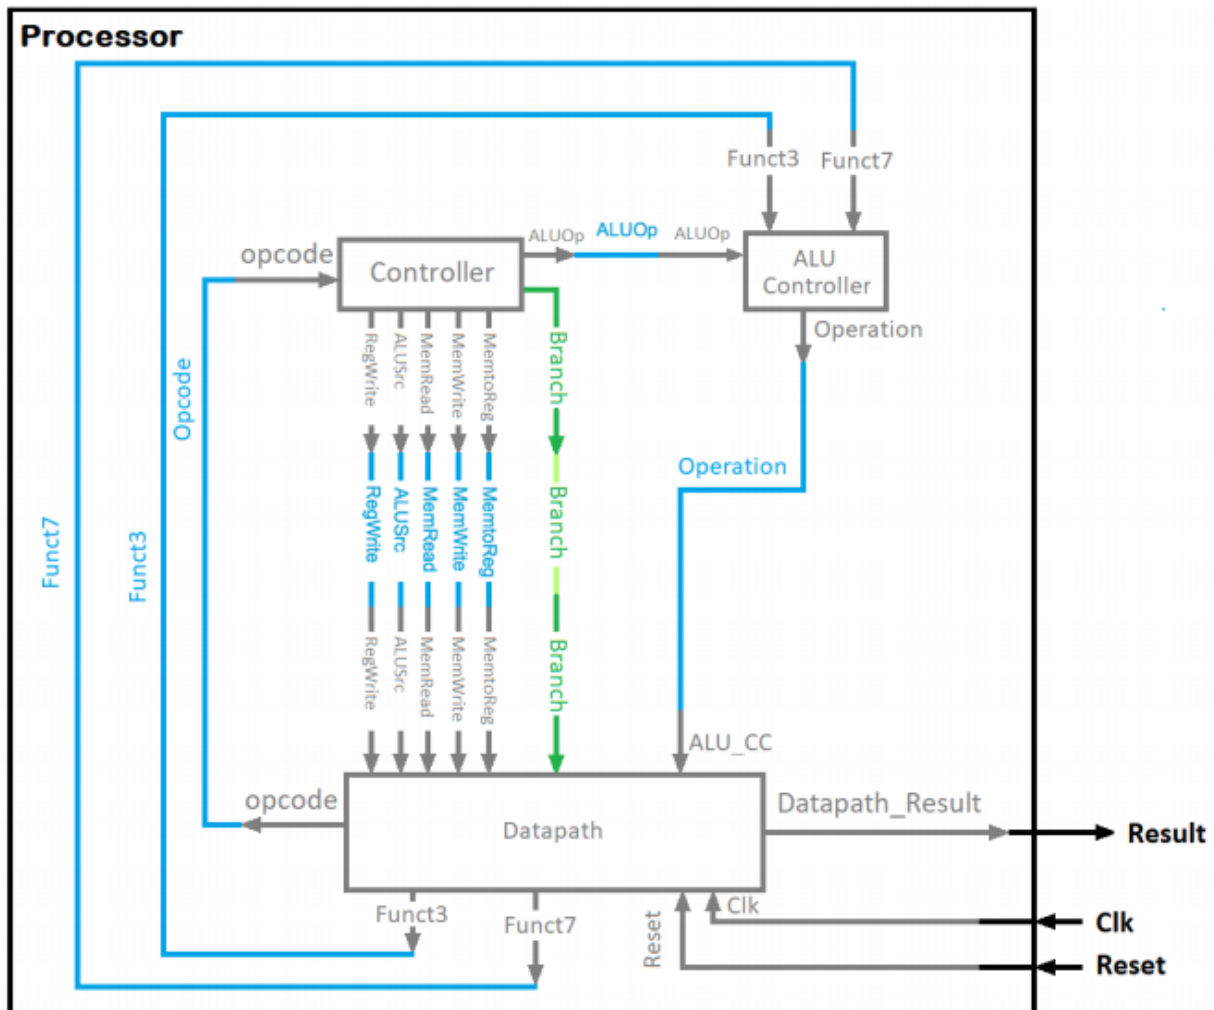 Processor
Funct3
Funct7
ALUOp
ALUOp
ALUOp
opcode
Controller
ALU
Controller
Operation
RegWrite
ALUSrc
MemRead
MemWrite
MemtoReg
Branch
Opcode
Operation
RegWrite
ALUSrc
MemRead
MemWrite
MemtoReg
Branch
Funct7
Funct3
RegWrite
ALUSrc
MemRead
MemWrite
MemtoReg
Branch
ALU_CC
opcode
Datapath
Datapath_Result
Result
Funct3
Funct7
Reset
Clk
Clk
Reset